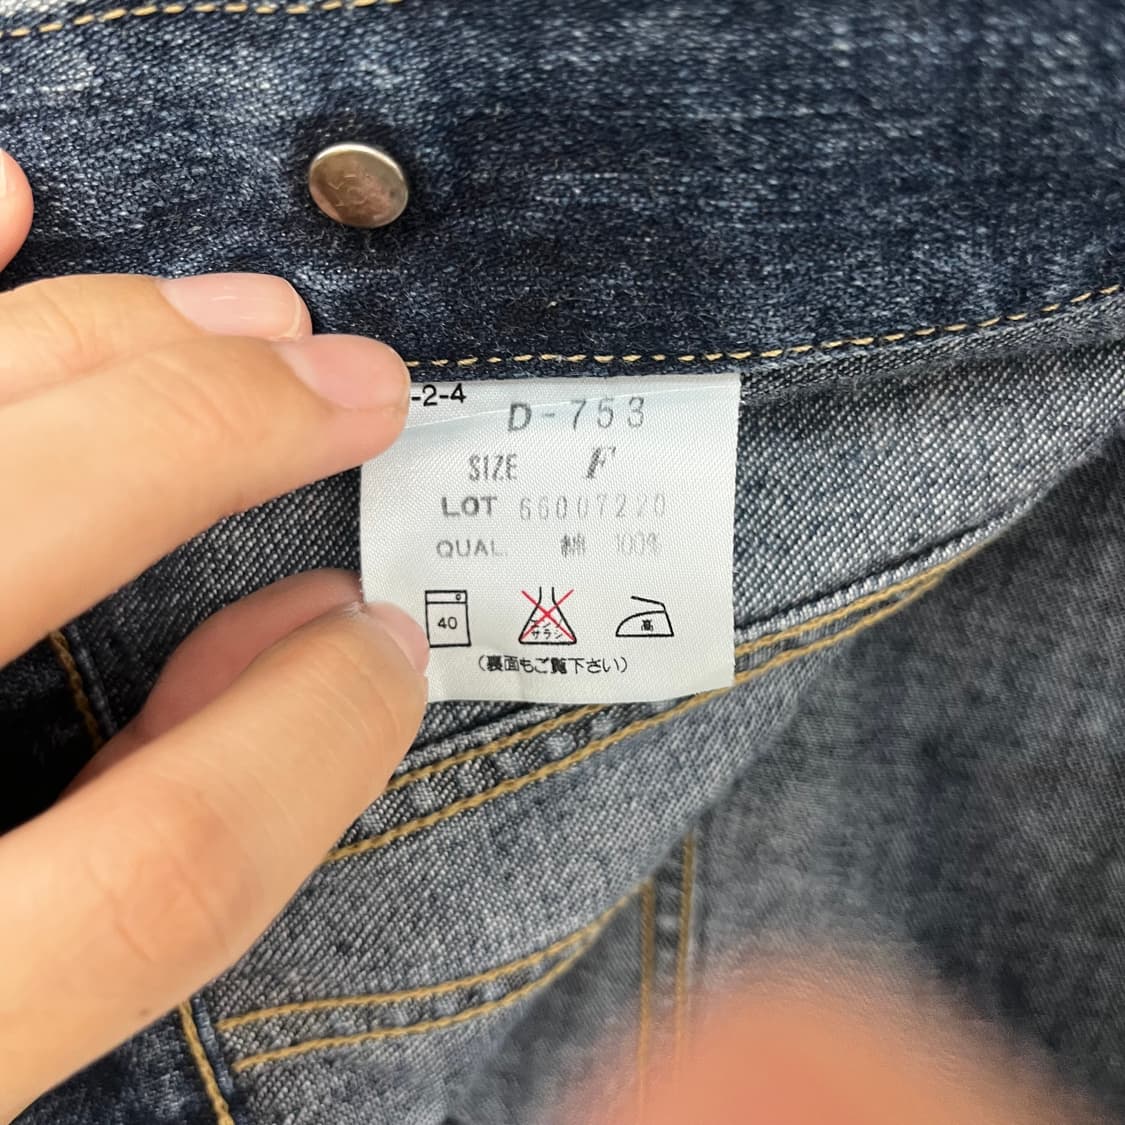 -2-4
D-753
SIZE F
LOT 66007220
QUAL. 綿 100%
40
エンソ
サラシ
高
(裏面もご覧下さい)